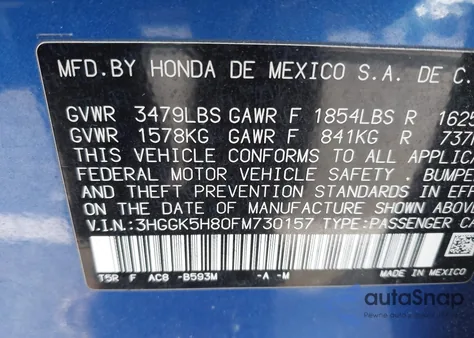 MFD.BY HONDA DE MEXICO S.A. DE C.
GVWR 3479LBS GAWR F 1854LBS R 1625
GVWR 1578KG GAWR F 841KG R 737
THIS VEHICLE CONFORMS TO ALL APPLICA
FEDERAL MOTOR VEHICLE SAFETY . BUMPE
AND THEFT PREVENTION STANDARDS IN EF
ON THE DATE OF MANUFACTURE SHOWN ABOV
V.I.N:3HGGK5H80FM730157 TYPE:PASSENGER CA
T5R F AC8 -B593M -A -M MADE IN MEXICO
autoSnap